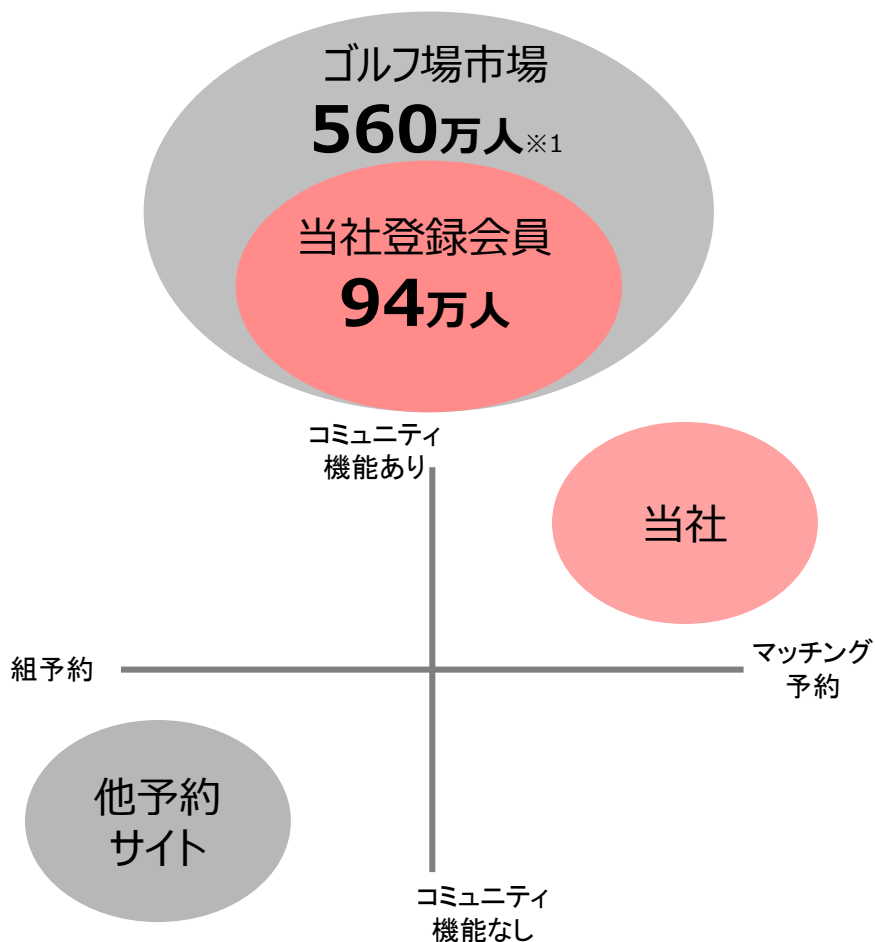 ゴルフ場市場
560万人※1
当社登録会員
94万人
コミュニティ
機能あり
当社
組予約
マッチング
予約
他予約
サイト
コミュニティ
機能なし